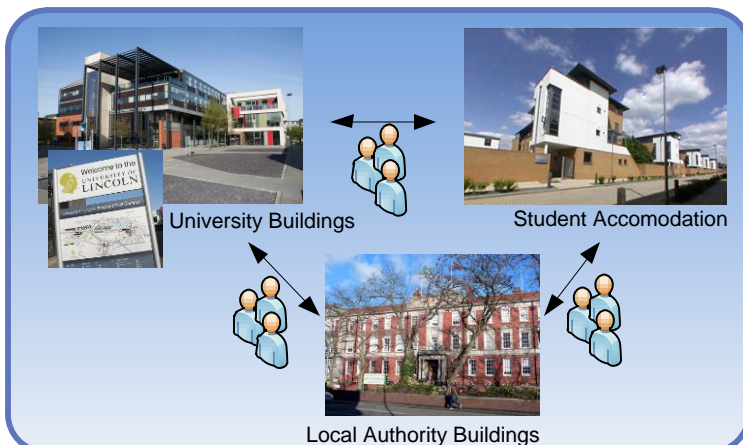 Welcome to the
UNIVERSITY OF
LINCOLN
University Buildings
Student Accomodation
Local Authority Buildings